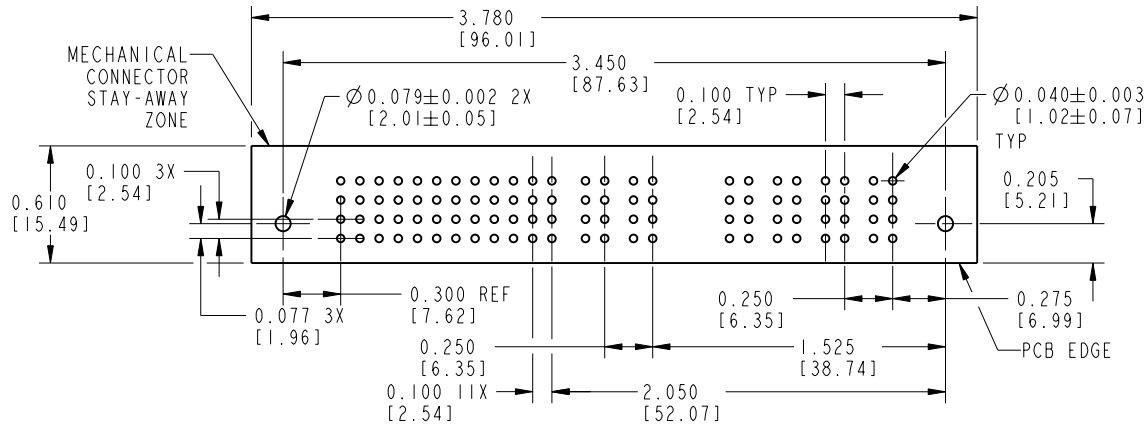 3.780
[96.01]
MECHANICAL
CONNECTOR
STAY-AWAY
ZONE
3.450
[87.63]
Ø0.079±0.002 2X
[2.01±0.05]
0.100 TYP
[2.54]
Ø0.040±0.003
[1.02±0.07]
TYP
0.100 3X
[2.54]
0.610
[15.49]
0.205
[5.21]
0.077 3X
[1.96]
0.300 REF
[7.62]
0.250
[6.35]
0.275
[6.99]
0.250
[6.35]
1.525
[38.74]
PCB EDGE
0.100 11X
[2.54]
2.050
[52.07]